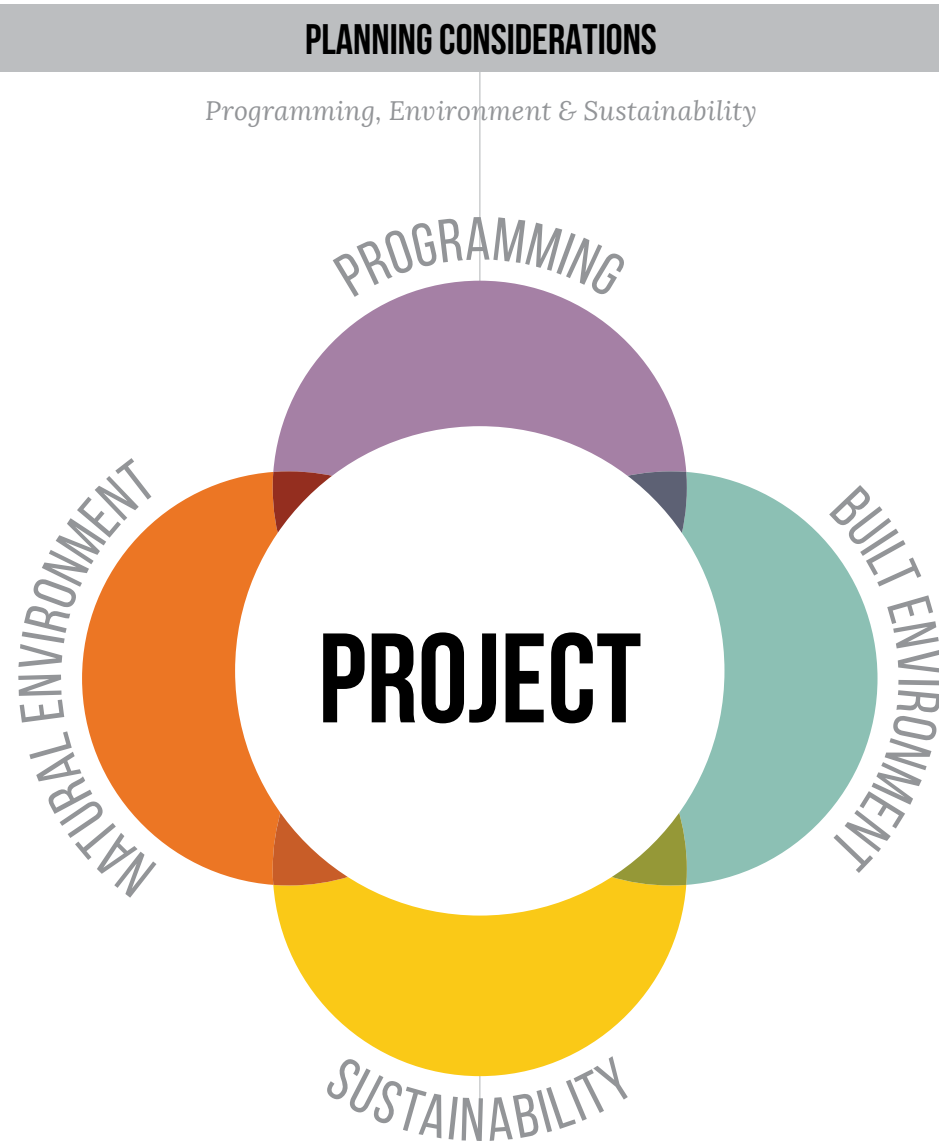 PLANNING CONSIDERATIONS
Programming, Environment & Sustainability
PROGRAMMING
NATURAL ENVIRONMENT
BUILT ENVIRONMENT
PROJECT
SUSTAINABILITY